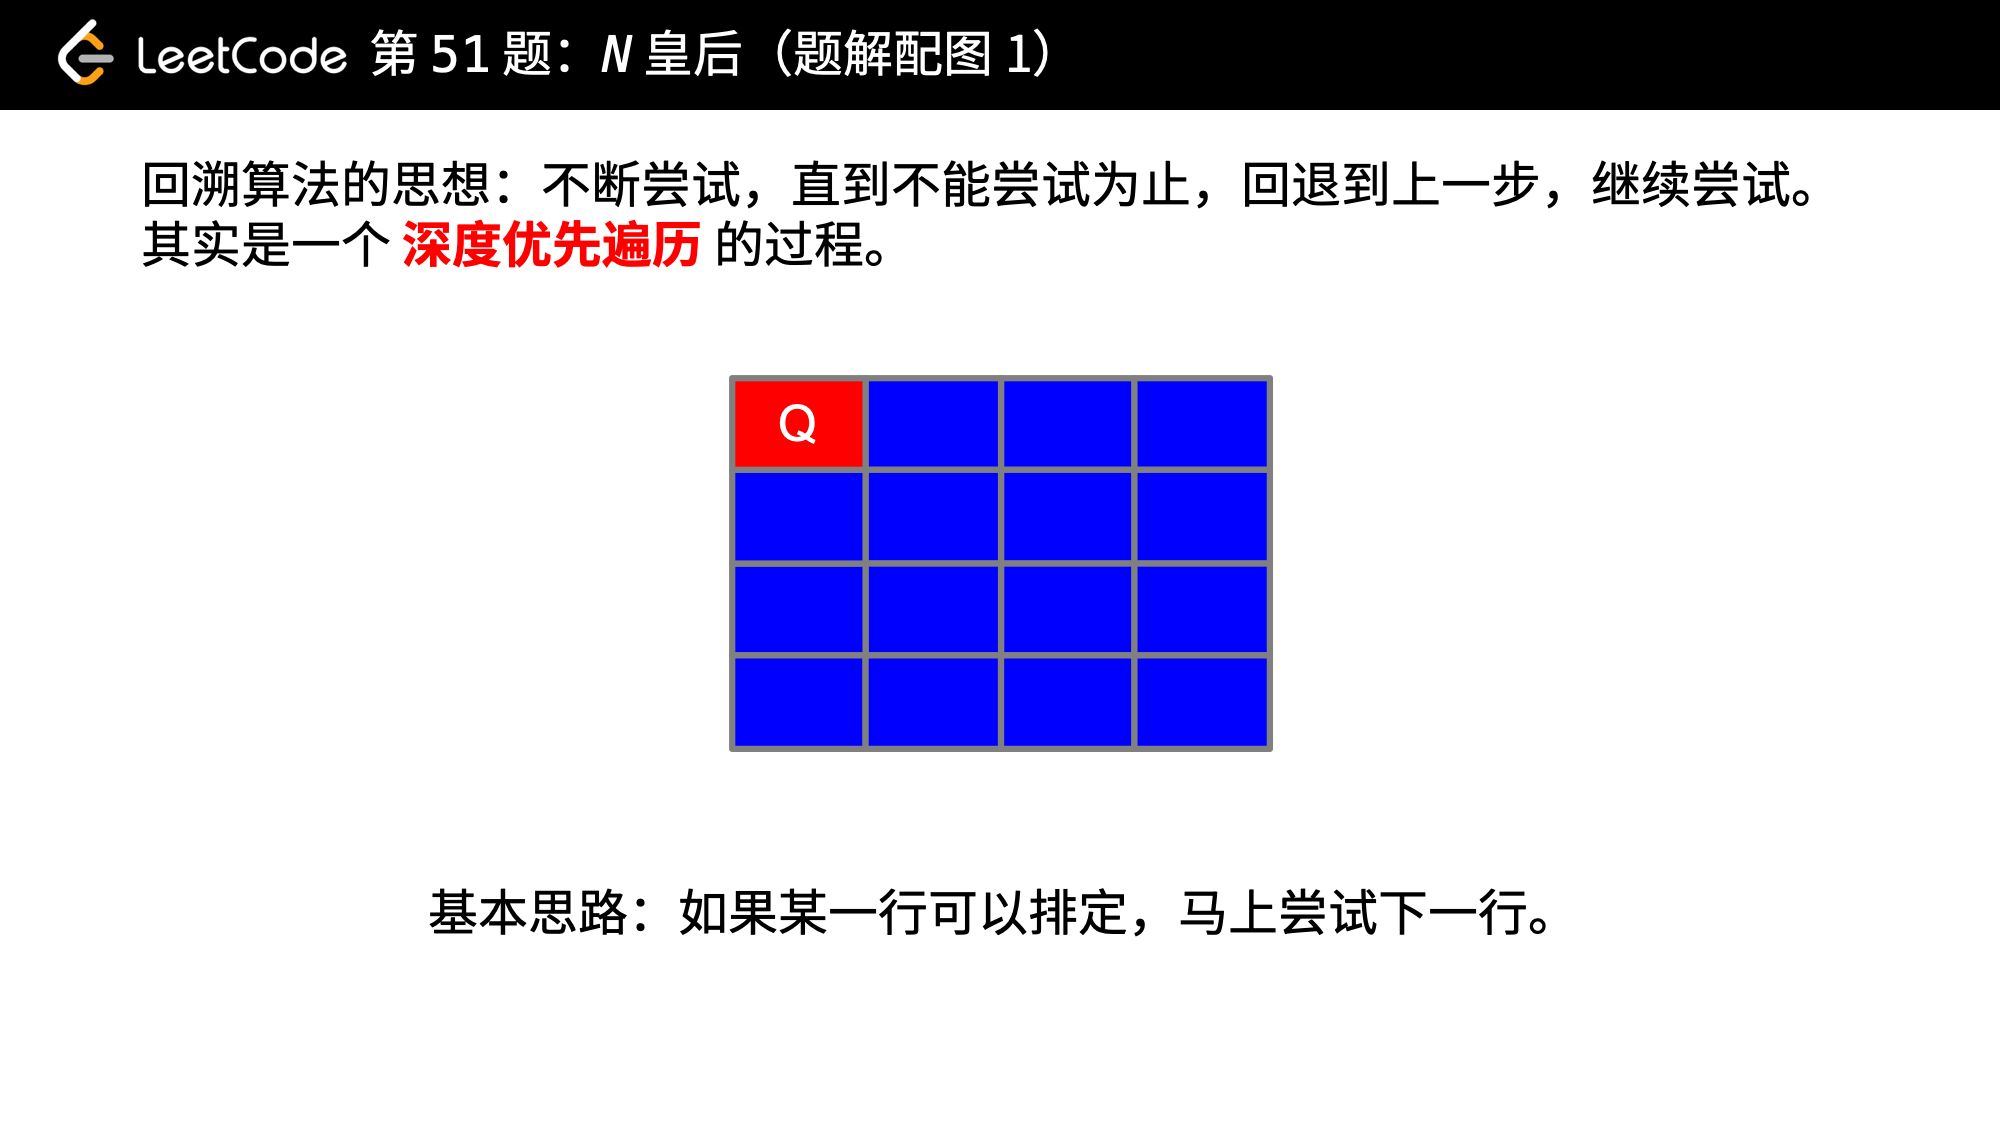 LeetCode 第 51 题：N 皇后（题解配图 1）
回溯算法的思想：不断尝试，直到不能尝试为止，回退到上一步，继续尝试。
其实是一个 深度优先遍历 的过程。
Q
基本思路：如果某一行可以排定，马上尝试下一行。